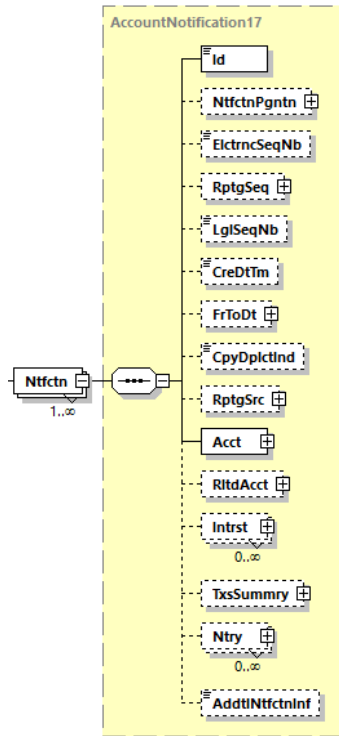 AccountNotification17
Id
NtfctnPgntn
ElctrncSeqNb
RptgSeq
LglSeqNb
CreDtTm
FrToDt
CpyDplctInd
Ntfctn
1..∞
RptgSrc
Acct
RltdAcct
Intrst
0..∞
TxsSummry
Ntry
0..∞
AddtlNtfctnInf